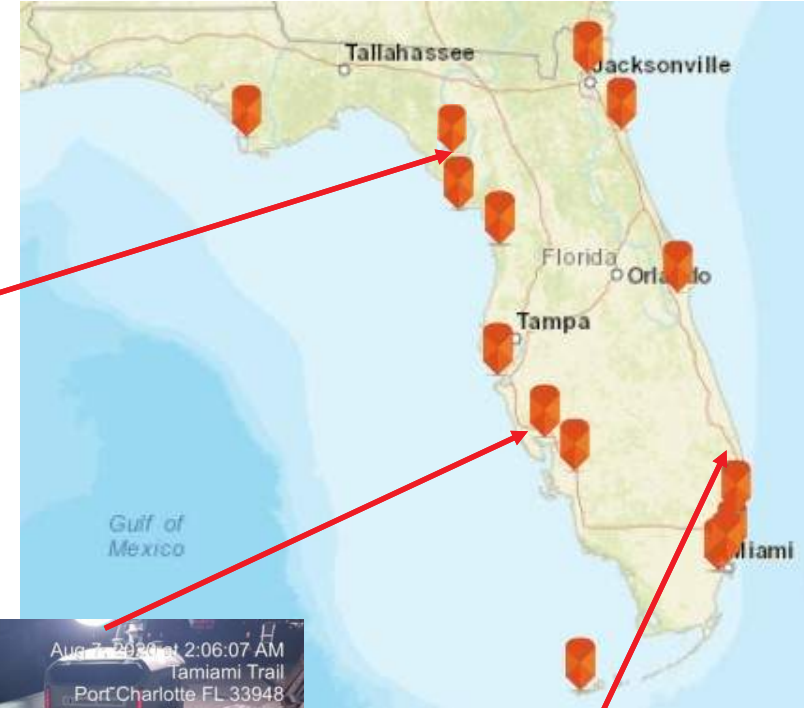 Tallahassee
Jacksonville
Florida
Orlando
Tampa
Gulf of
Mexico
Miami
Aug 7, 2020 at 2:06:07 AM
Tamiami Trail
Port Charlotte FL 33948